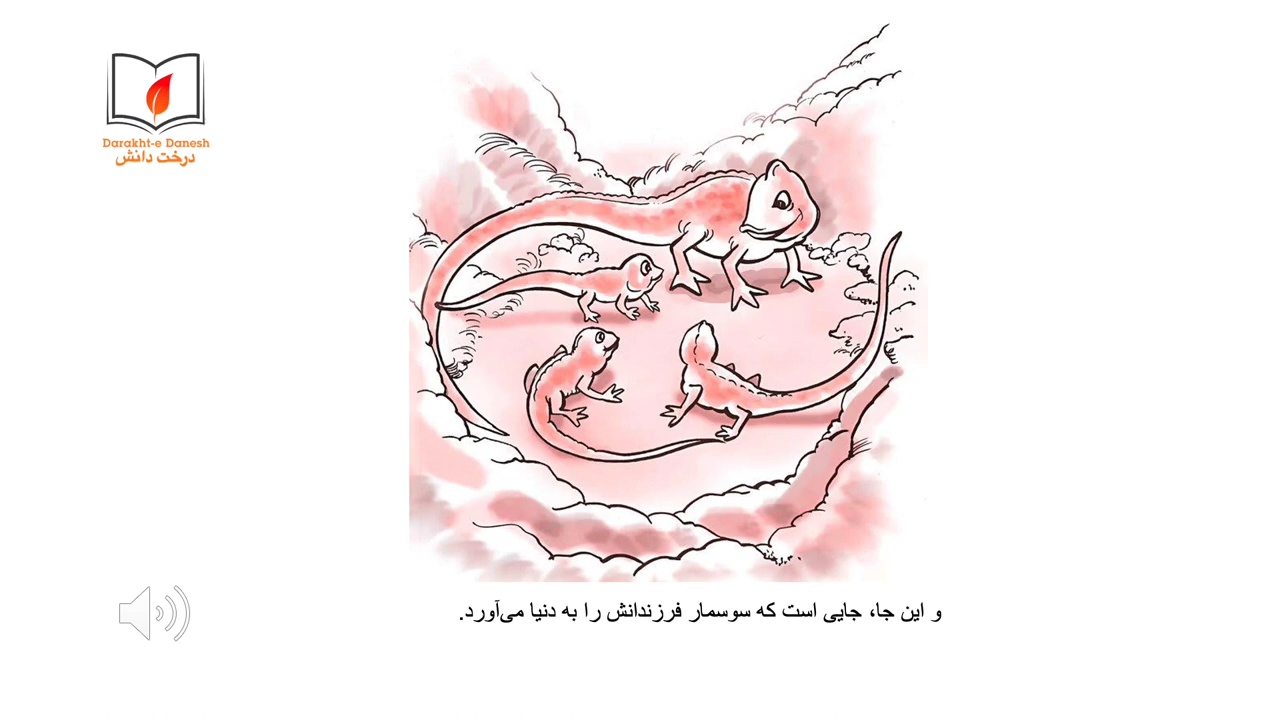 Darakht-e Danesh
درخت دانش
و این جا، جایی است که سوسمار فرزندانش را به دنیا می‌آورد.